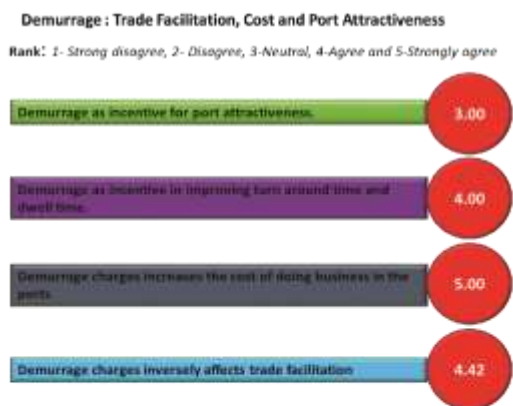 Demurrage : Trade Facilitation, Cost and Port Attractiveness
Rank: 1- Strong disagree, 2- Disagree, 3-Neutral, 4-Agree and 5-Strongly agree
Demurrage as incentive for port attractiveness.
3.00
Demurrage as incentive in improving turn around time and
dwell time.
4.00
Demurrage charges increases the cost of doing business in the
ports
5.00
Demurrage charges inversely affects trade facilitation
4.42